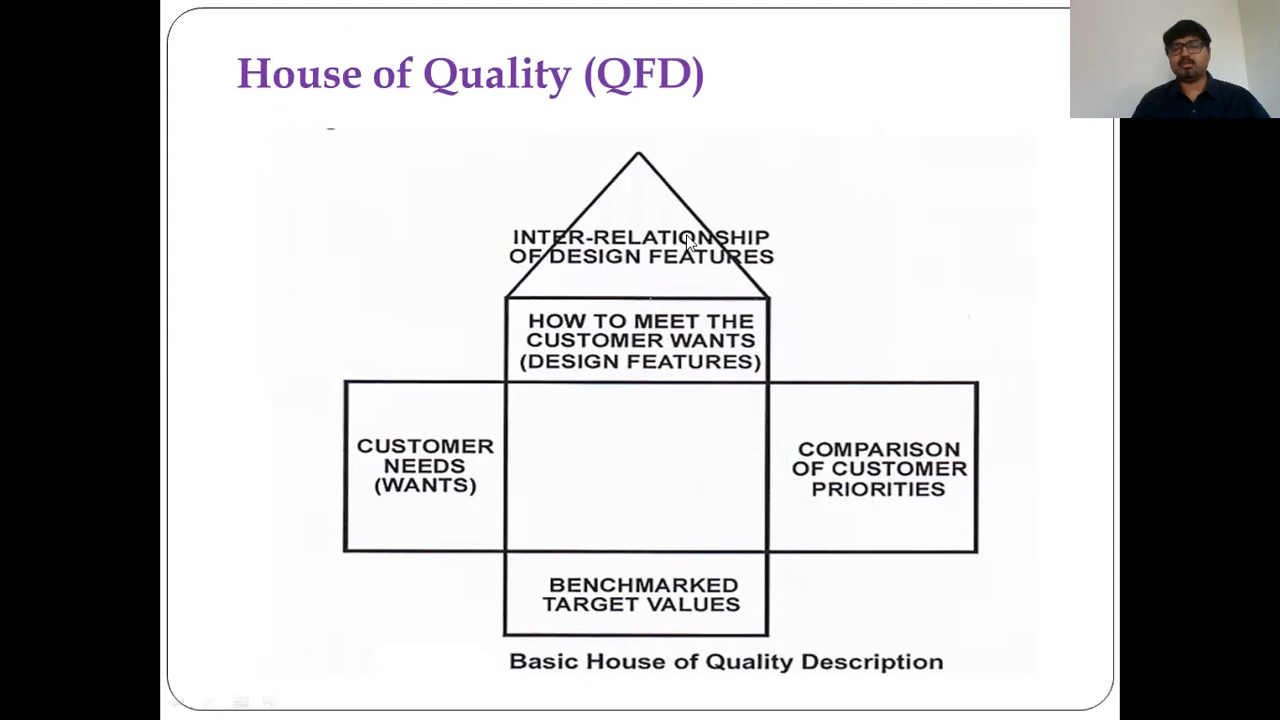 House of Quality (QFD)
INTER-RELATIONSHIP
OF DESIGN FEATURES
HOW TO MEET THE
CUSTOMER WANTS
(DESIGN FEATURES)
CUSTOMER
NEEDS
(WANTS)
COMPARISON
OF CUSTOMER
PRIORITIES
BENCHMARKED
TARGET VALUES
Basic House of Quality Description